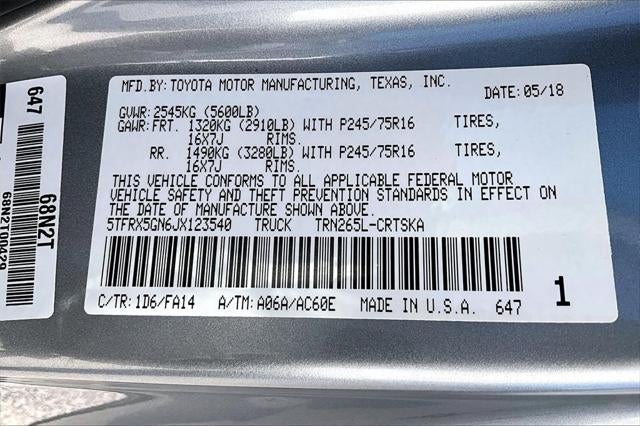 MFD.BY: TOYOTA MOTOR MANUFACTURING, TEXAS, INC. DATE: 05/18
GVWR: 2545KG (5600LB)
GAWR: FRT. 1320KG (2910LB) WITH P245/75R16 TIRES,
16X7J RIMS.
RR. 1490KG (3280LB) WITH P245/75R16 TIRES,
16X7J RIMS.
THIS VEHICLE CONFORMS TO ALL APPLICABLE FEDERAL MOTOR
VEHICLE SAFETY AND THEFT PREVENTION STANDARDS IN EFFECT ON
THE DATE OF MANUFACTURE SHOWN ABOVE.
5TFRX5GN6JX123540 TRUCK TRN265L-CRTSKA
C/TR: 1D6/FA14 A/TM: A06A/AC60E MADE IN U.S.A. 647 1
647
68N2T
68N2T00429